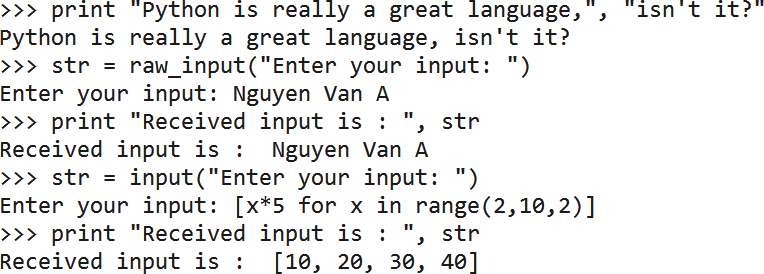 >>> print "Python is really a great language,", "isn't it?"
Python is really a great language, isn't it?
>>> str = raw_input("Enter your input: ")
Enter your input: Nguyen Van A
>>> print "Received input is : ", str
Received input is :  Nguyen Van A
>>> str = input("Enter your input: ")
Enter your input: [x*5 for x in range(2,10,2)]
>>> print "Received input is : ", str
Received input is :  [10, 20, 30, 40]